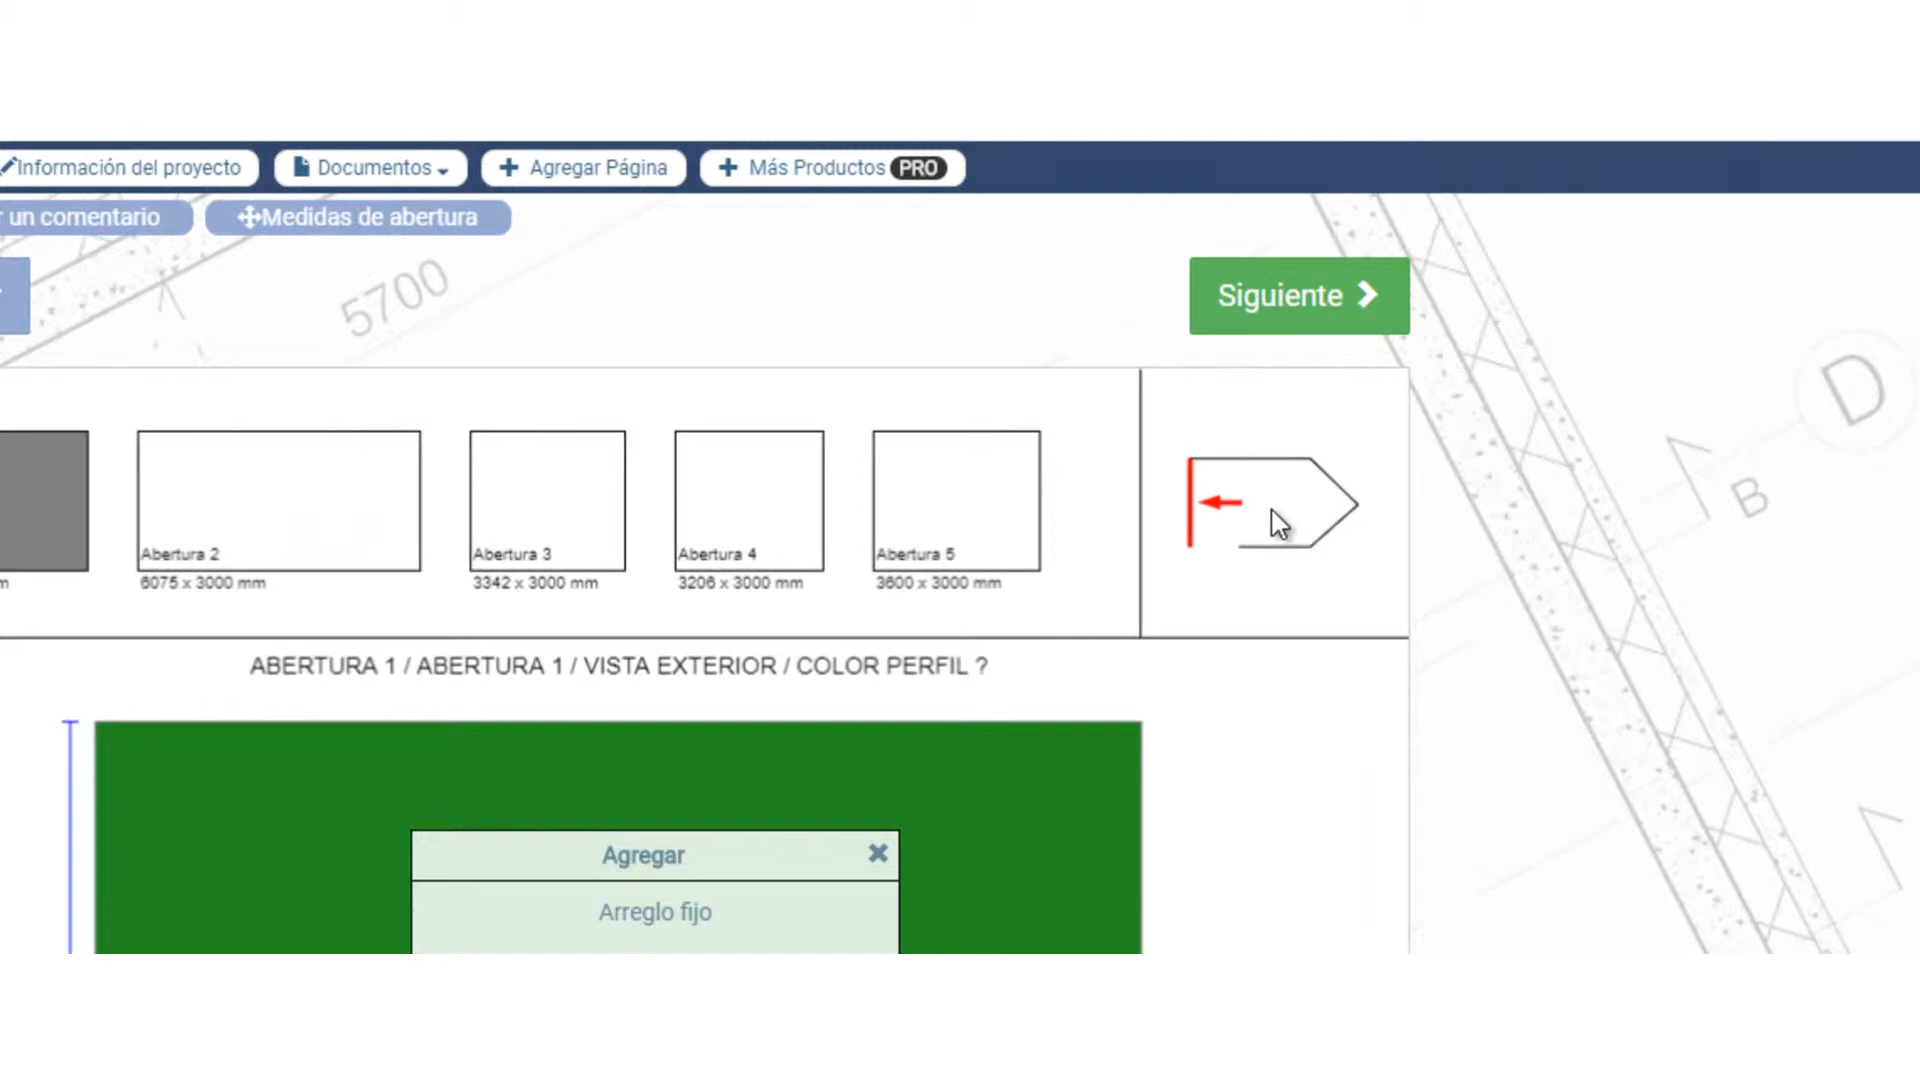 Información del proyecto
Documentos
Agregar Página
Más Productos PRO
un comentario
Medidas de abertura
5700
Siguiente
D
B
Abertura 2
6075 x 3000 mm
Abertura 3
3342 x 3000 mm
Abertura 4
3206 x 3000 mm
Abertura 5
3600 x 3000 mm
ABERTURA 1 / ABERTURA 1 / VISTA EXTERIOR / COLOR PERFIL ?
Agregar
Arreglo fijo